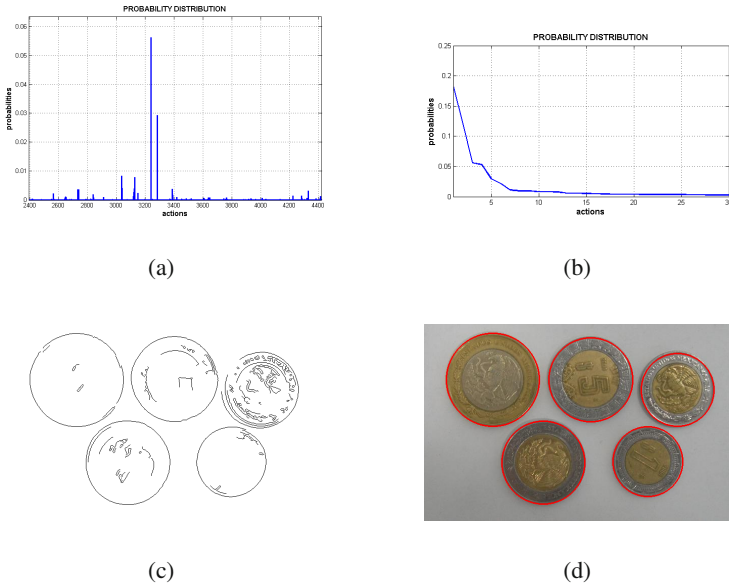 PROBABILITY DISTRIBUTION
probabilities
0.06
0.05
0.04
0.03
0.02
0.01
0
2400 2600 2800 3000 3200 3400 3600 3800 4000 4200 4400
actions
(a)
PROBABILITY DISTRIBUTION
probabilities
0.25
0.2
0.15
0.1
0.05
0
5 10 15 20 25 30
actions
(b)
(c)
(d)